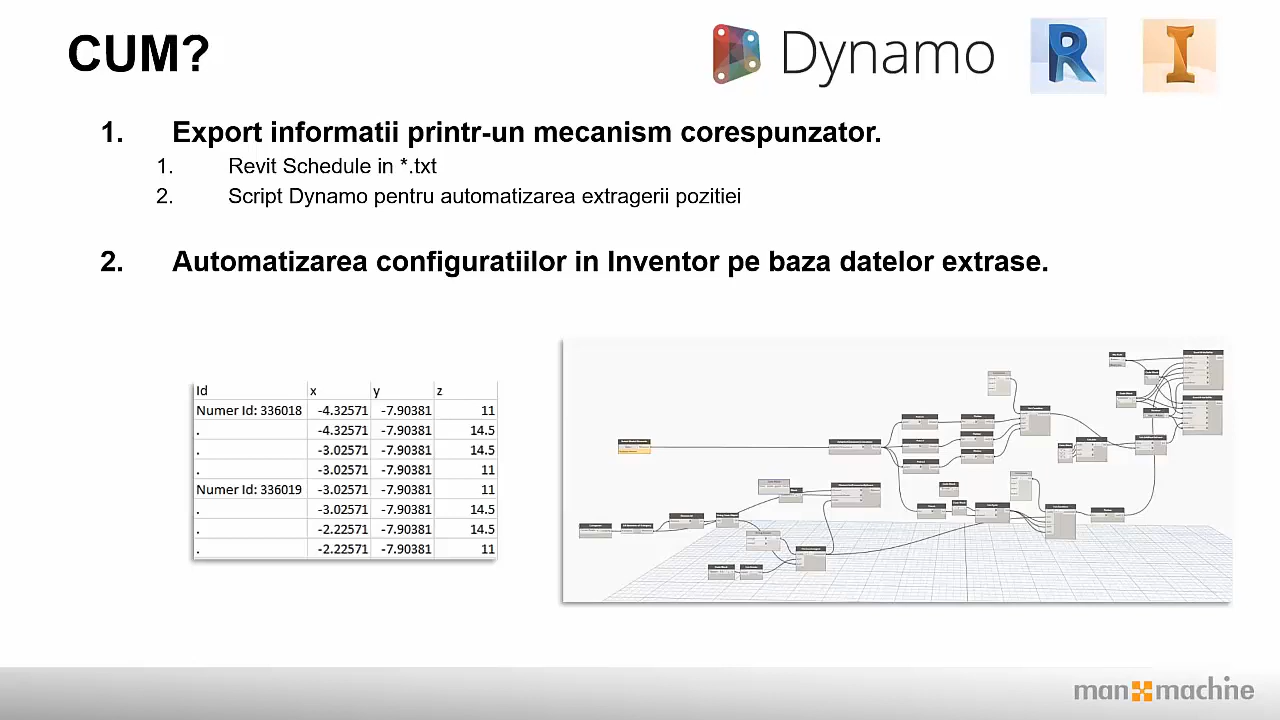 CUM?
Dynamo
R
I
1. Export informatii printr-un mecanism corespunzator.
1. Revit Schedule in *.txt
2. Script Dynamo pentru automatizarea extragerii pozitiei
2. Automatizarea configuratiilor in Inventor pe baza datelor extrase.
Id x y z
Numer Id: 336018 -4.32571 -7.90381 11
. -4.32571 -7.90381 14.5
. -3.02571 -7.90381 14.5
. -3.02571 -7.90381 11
Numer Id: 336019 -3.02571 -7.90381 11
. -3.02571 -7.90381 14.5
. -2.22571 -7.90381 14.5
. -2.22571 -7.90381 11
man machine